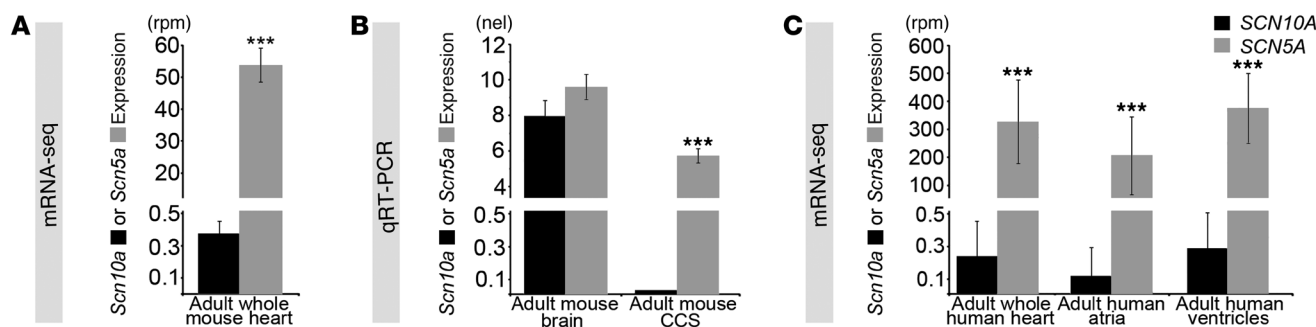 A
mRNA-seq
Scn10a or Scn5a Expression
(rpm)
60
50
40
30
20
0.5
0.3
0.1
***
Adult whole
mouse heart
B
qRT-PCR
Scn10a or Scn5a Expression
(nel)
12
10
8
6
4
0.5
0.3
0.1
***
Adult mouse
brain
Adult mouse
CCS
C
mRNA-seq
Scn10a or Scn5a Expression
(rpm)
600
500
400
300
200
100
0.5
0.3
0.1
***
***
***
SCN10A
SCN5A
Adult whole
human heart
Adult human
atria
Adult human
ventricles